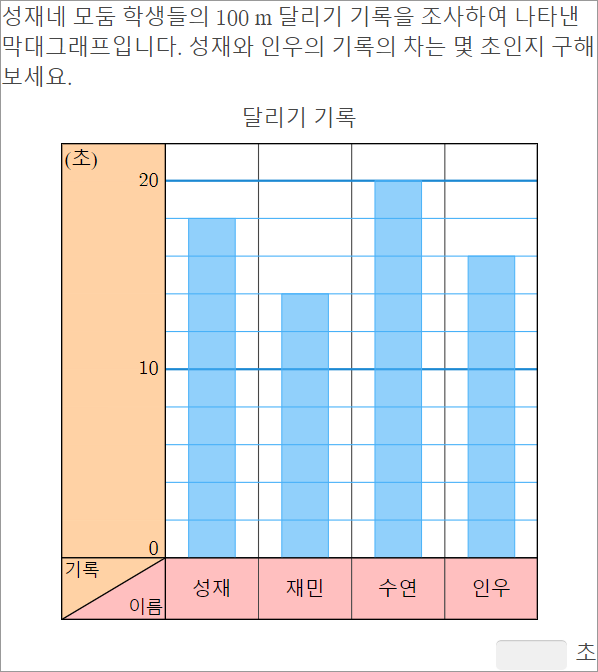 성재네 모둠 학생들의 100 m 달리기 기록을 조사하여 나타낸
막대그래프입니다. 성재와 인우의 기록의 차는 몇 초인지 구해
보세요.
달리기 기록
(초)
20
10
0
기록
이름
성재 재민 수연 인우
초